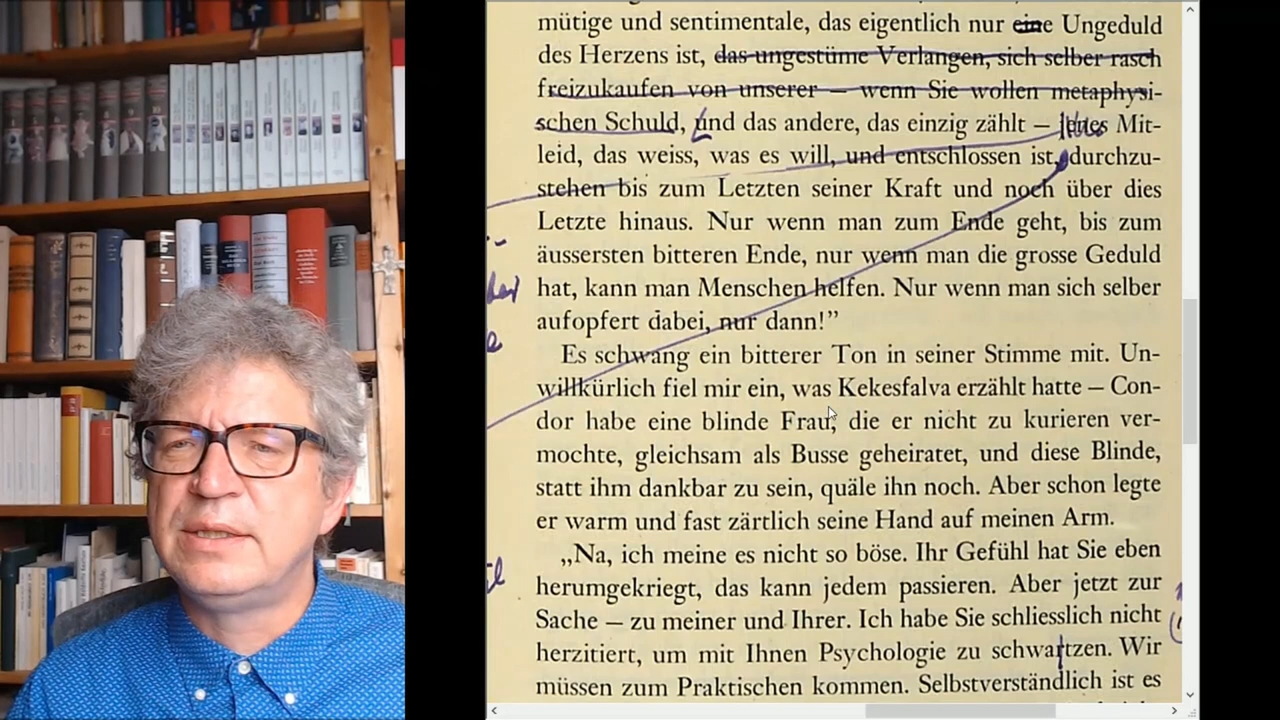 mütige und sentimentale, das eigentlich nur eine Ungeduld
des Herzens ist, das ungestüme Verlangen, sich selber rasch
freizukaufen von unserer — wenn Sie wollen metaphysi-
schen Schuld, und das andere, das einzig zählt — jenes Mit-
leid, das weiss, was es will, und entschlossen ist, durchzu-
stehen bis zum Letzten seiner Kraft und noch über dies
Letzte hinaus. Nur wenn man zum Ende geht, bis zum
äussersten bitteren Ende, nur wenn man die grosse Geduld
hat, kann man Menschen helfen. Nur wenn man sich selber
aufopfert dabei, nur dann!”
Es schwang ein bitterer Ton in seiner Stimme mit. Un-
willkürlich fiel mir ein, was Kekesfalva erzählt hatte — Con-
dor habe eine blinde Frau, die er nicht zu kurieren ver-
mochte, gleichsam als Busse geheiratet, und diese Blinde,
statt ihm dankbar zu sein, quäle ihn noch. Aber schon legte
er warm und fast zärtlich seine Hand auf meinen Arm.
„Na, ich meine es nicht so böse. Ihr Gefühl hat Sie eben
herumgekriegt, das kann jedem passieren. Aber jetzt zur
Sache — zu meiner und Ihrer. Ich habe Sie schliesslich nicht
herzitiert, um mit Ihnen Psychologie zu schwatzen. Wir
müssen zum Praktischen kommen. Selbstverständlich ist es